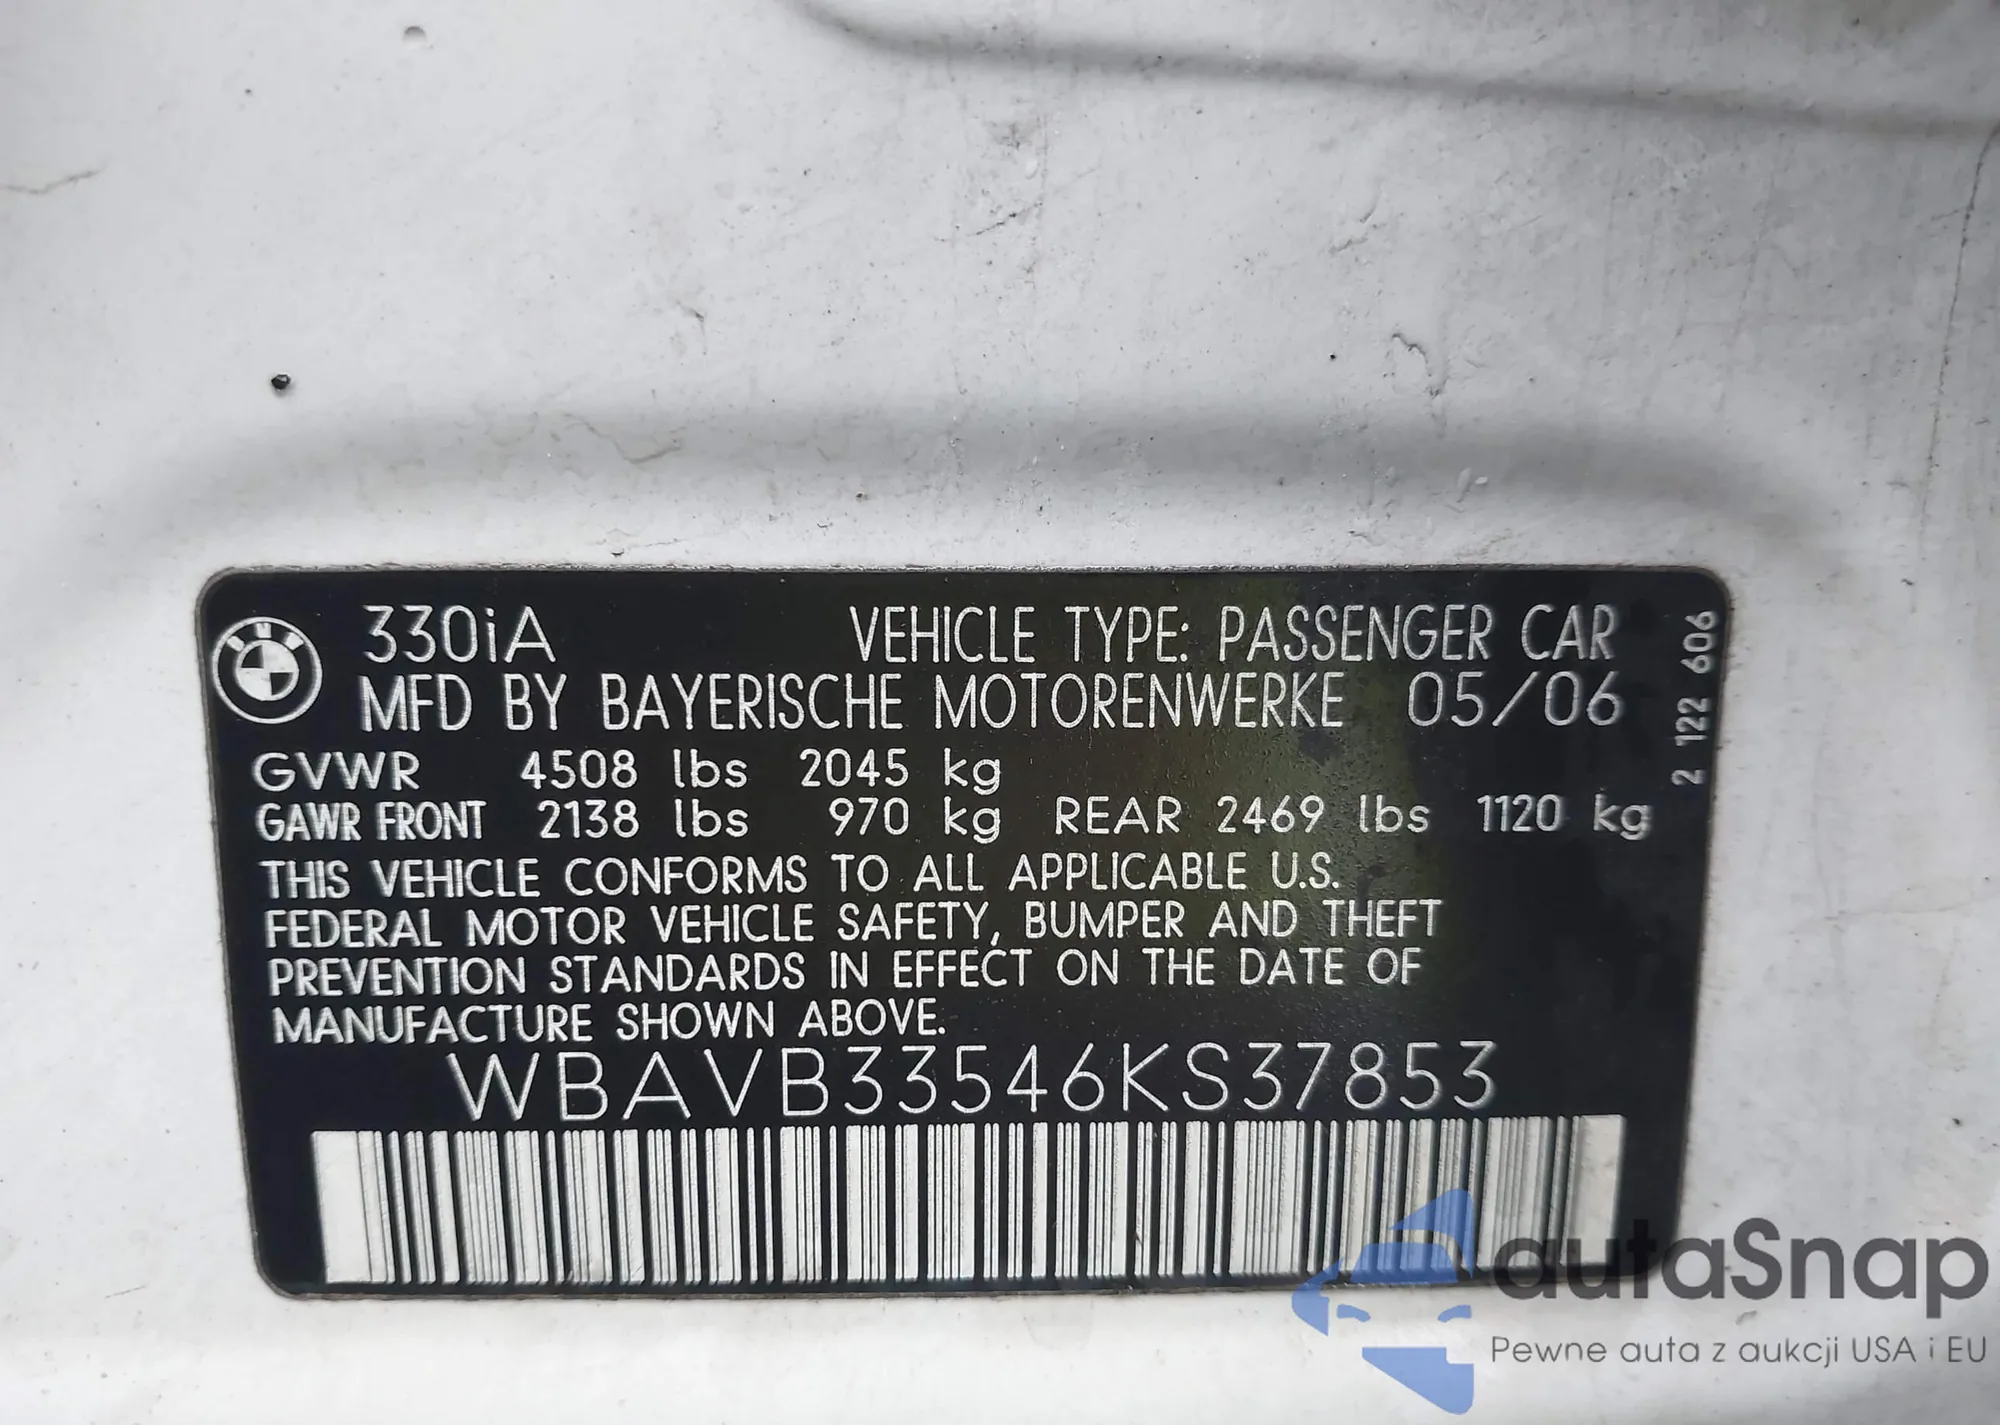 BMW
330iA VEHICLE TYPE: PASSENGER CAR
MFD BY BAYERISCHE MOTORENWERKE 05/06
GVWR 4508 lbs 2045 kg
GAWR FRONT 2138 lbs 970 kg REAR 2469 lbs 1120 kg
THIS VEHICLE CONFORMS TO ALL APPLICABLE U.S.
FEDERAL MOTOR VEHICLE SAFETY, BUMPER AND THEFT
PREVENTION STANDARDS IN EFFECT ON THE DATE OF
MANUFACTURE SHOWN ABOVE.
WBAVB33546KS37853
2 122 606
autaSnap
Pewne auta z aukcji USA i EU